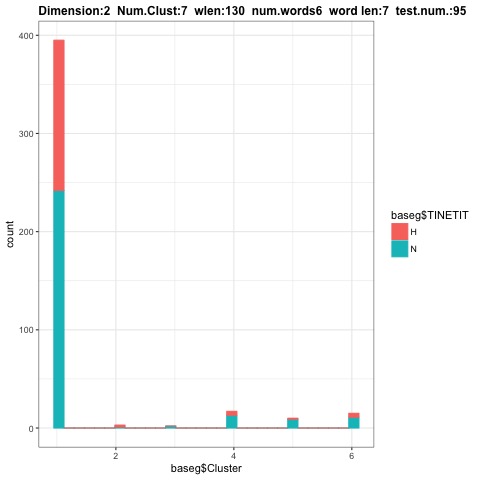 Dimension:2 Num.Clust:7 wlen:130 num.words6 word len:7 test.num.:95
400
300
200
100
0
count
2 4 6
baseg$Cluster
baseg$TINETIT
H
N